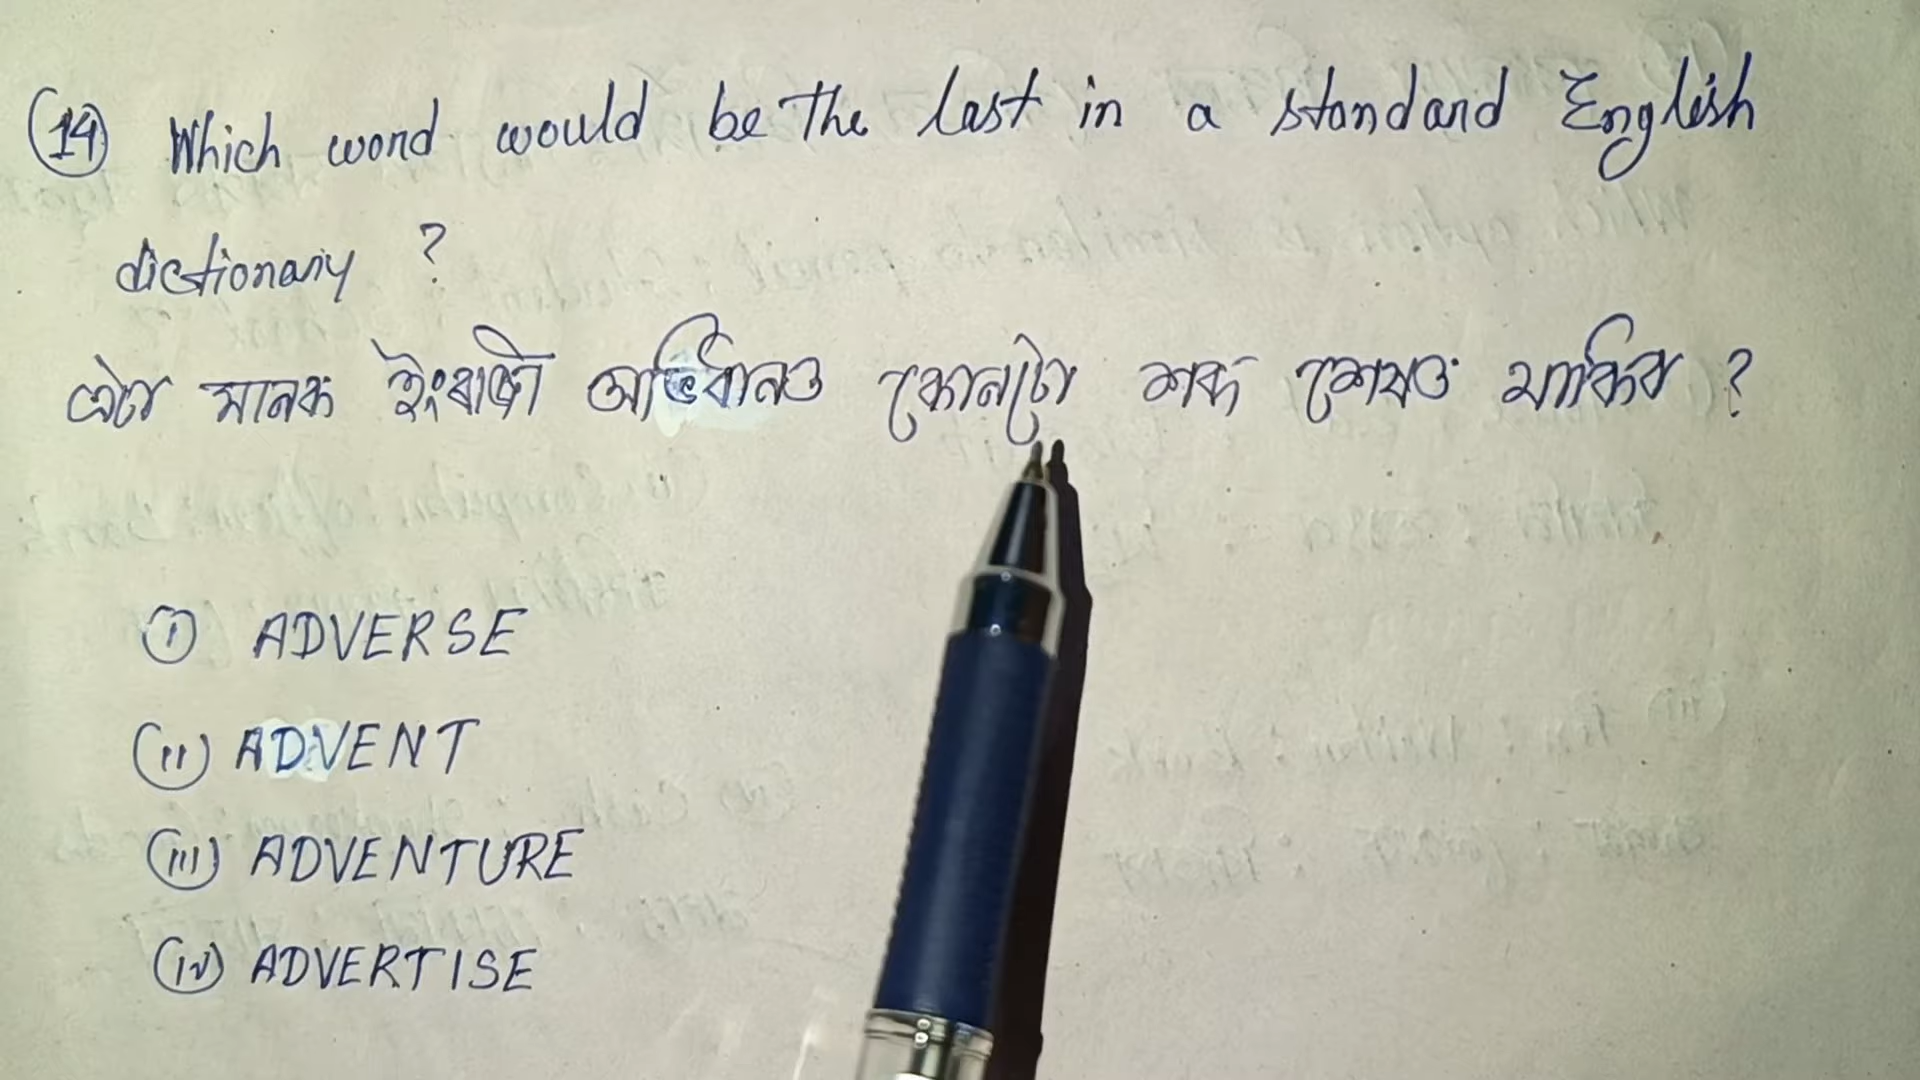 (14) Which word would be the last in a standard English
dictionary ?
এটা মানক ইংৰাজী অভিধানত কোনটো শব্দ শেষত থাকিব ?
(i) ADVERSE
(ii) ADVENT
(iii) ADVENTURE
(iv) ADVERTISE